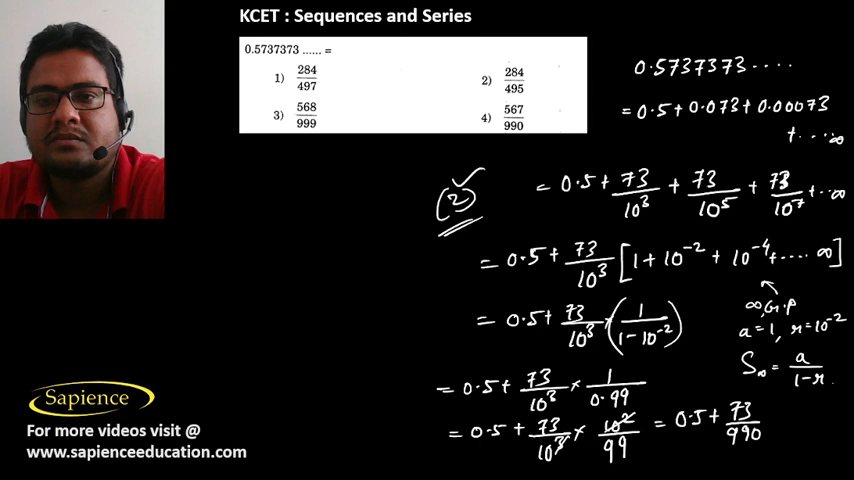 KCET : Sequences and Series
0.5737373 ...... =
1) 284/497
2) 284/495
3) 568/999
4) 567/990
0.5737373 ....
= 0.5 + 0.073 + 0.00073
+ .... ∞
(2) ✓
= 0.5 + 73/10³ + 73/10⁵ + 73/10⁷ + ... ∞
= 0.5 + 73/10³ [1 + 10⁻² + 10⁻⁴ + .... ∞]
∞, G.P
a = 1, r = 10⁻²
S∞ = a/(1-r)
= 0.5 + 73/10³ × (1/(1-10⁻²))
= 0.5 + 73/10³ × 1/0.99
= 0.5 + 73/10³ × 10²/99 = 0.5 + 73/990
Sapience
For more videos visit @
www.sapienceeducation.com